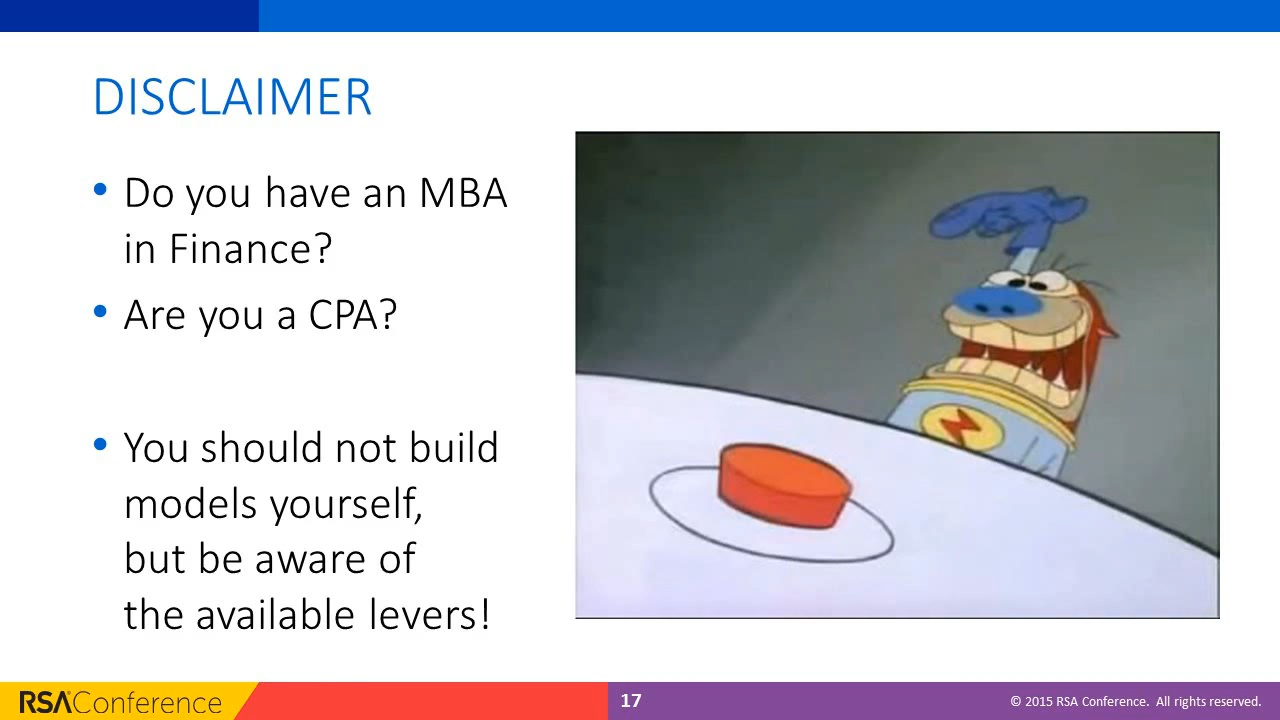 DISCLAIMER
• Do you have an MBA
in Finance?
• Are you a CPA?
• You should not build
models yourself,
but be aware of
the available levers!
RSAConference
17
© 2015 RSA Conference. All rights reserved.